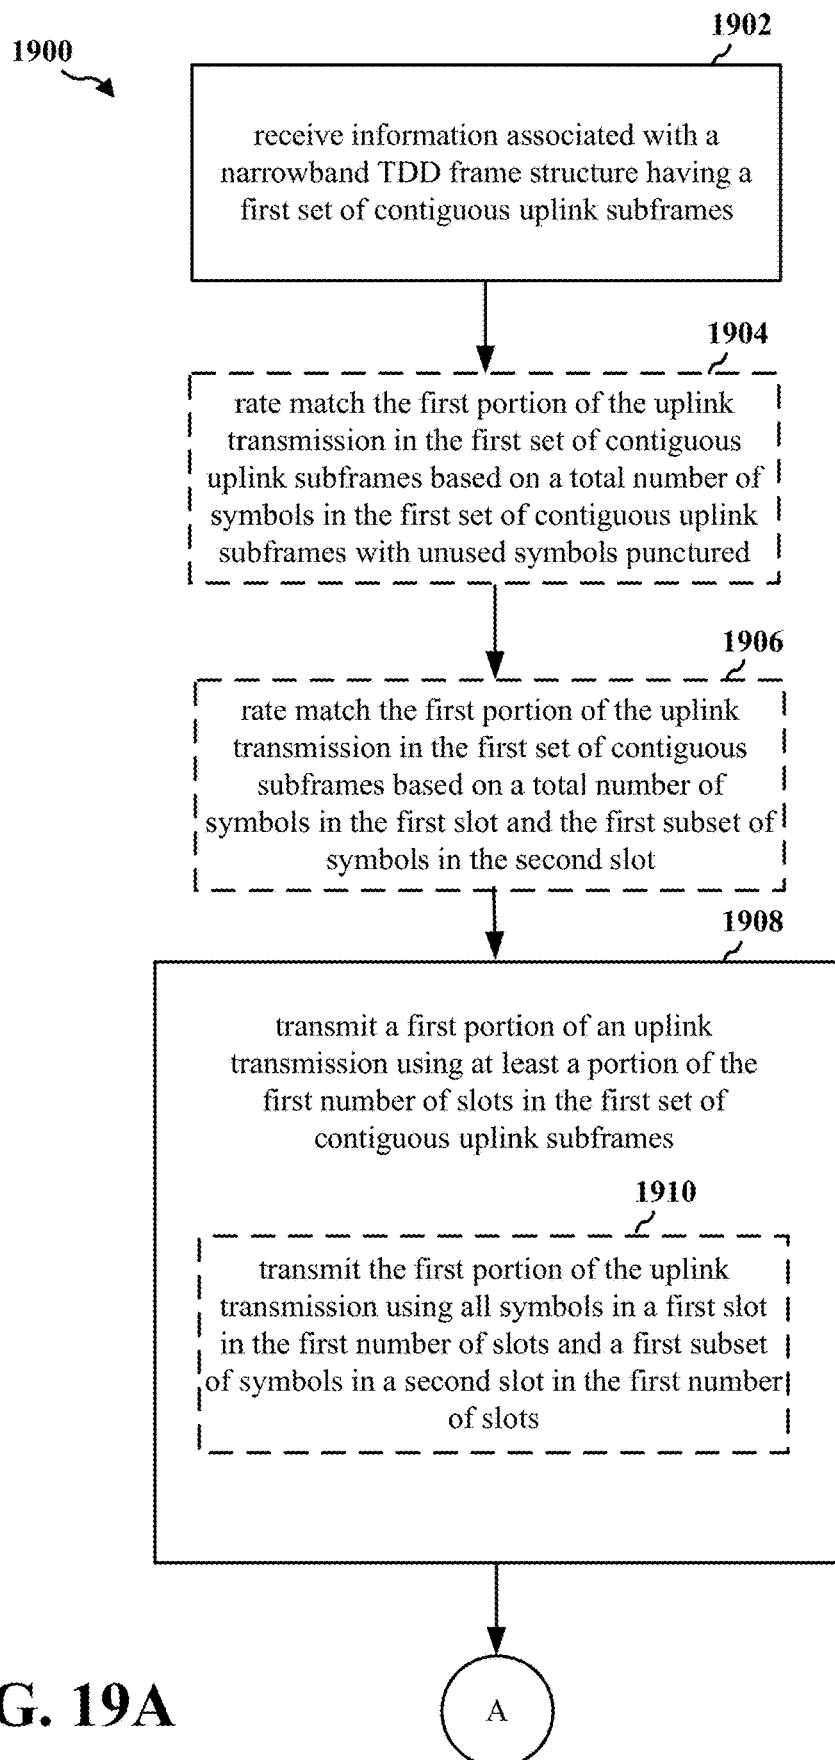 1902
1900
receive information associated with a
narrowband TDD frame structure having a
first set of contiguous uplink subframes
1904
rate match the first portion of the uplink
transmission in the first set of contiguous
uplink subframes based on a total number of
symbols in the first set of contiguous uplink
subframes with unused symbols punctured
1906
rate match the first portion of the uplink
transmission in the first set of contiguous
subframes based on a total number of
symbols in the first slot and the first subset of
symbols in the second slot
1908
transmit a first portion of an uplink
transmission using at least a portion of the
first number of slots in the first set of
contiguous uplink subframes
1910
transmit the first portion of the uplink
transmission using all symbols in a first slot
in the first number of slots and a first subset
of symbols in a second slot in the first number
of slots
G. 19A
A